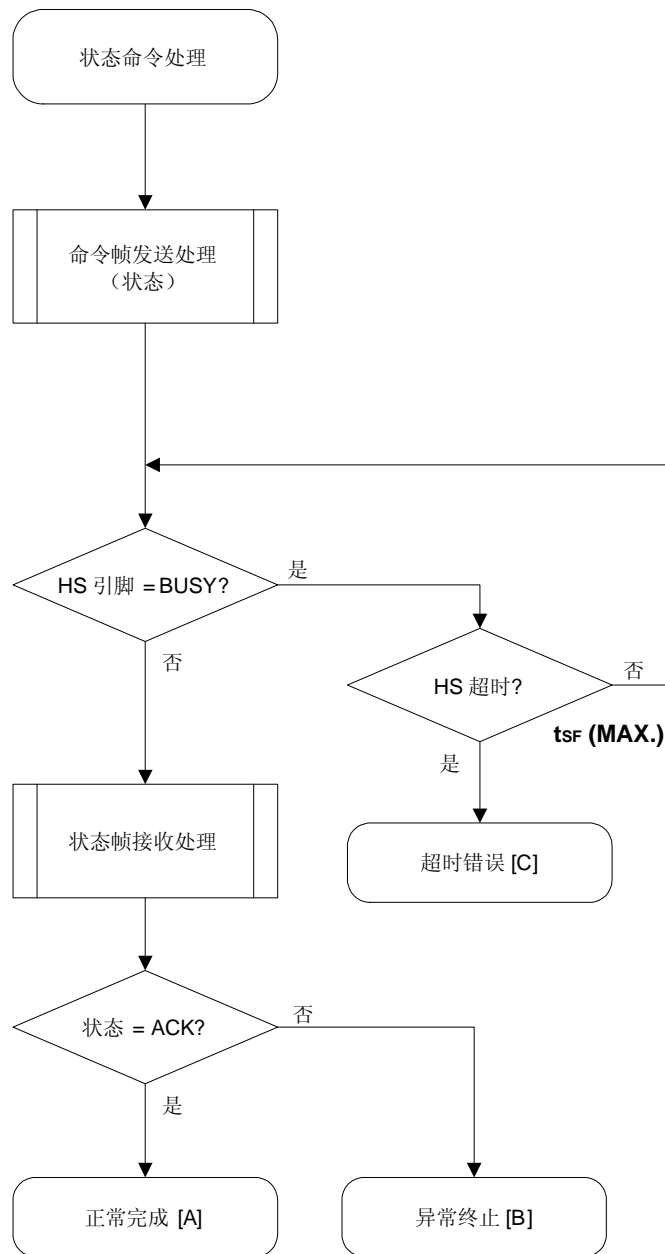 状态命令处理
命令帧发送处理
（状态）
HS 引脚 = BUSY?
是
否
HS 超时?
否
tSF (MAX.)
是
状态帧接收处理
超时错误 [C]
状态 = ACK?
否
是
正常完成 [A]
异常终止 [B]